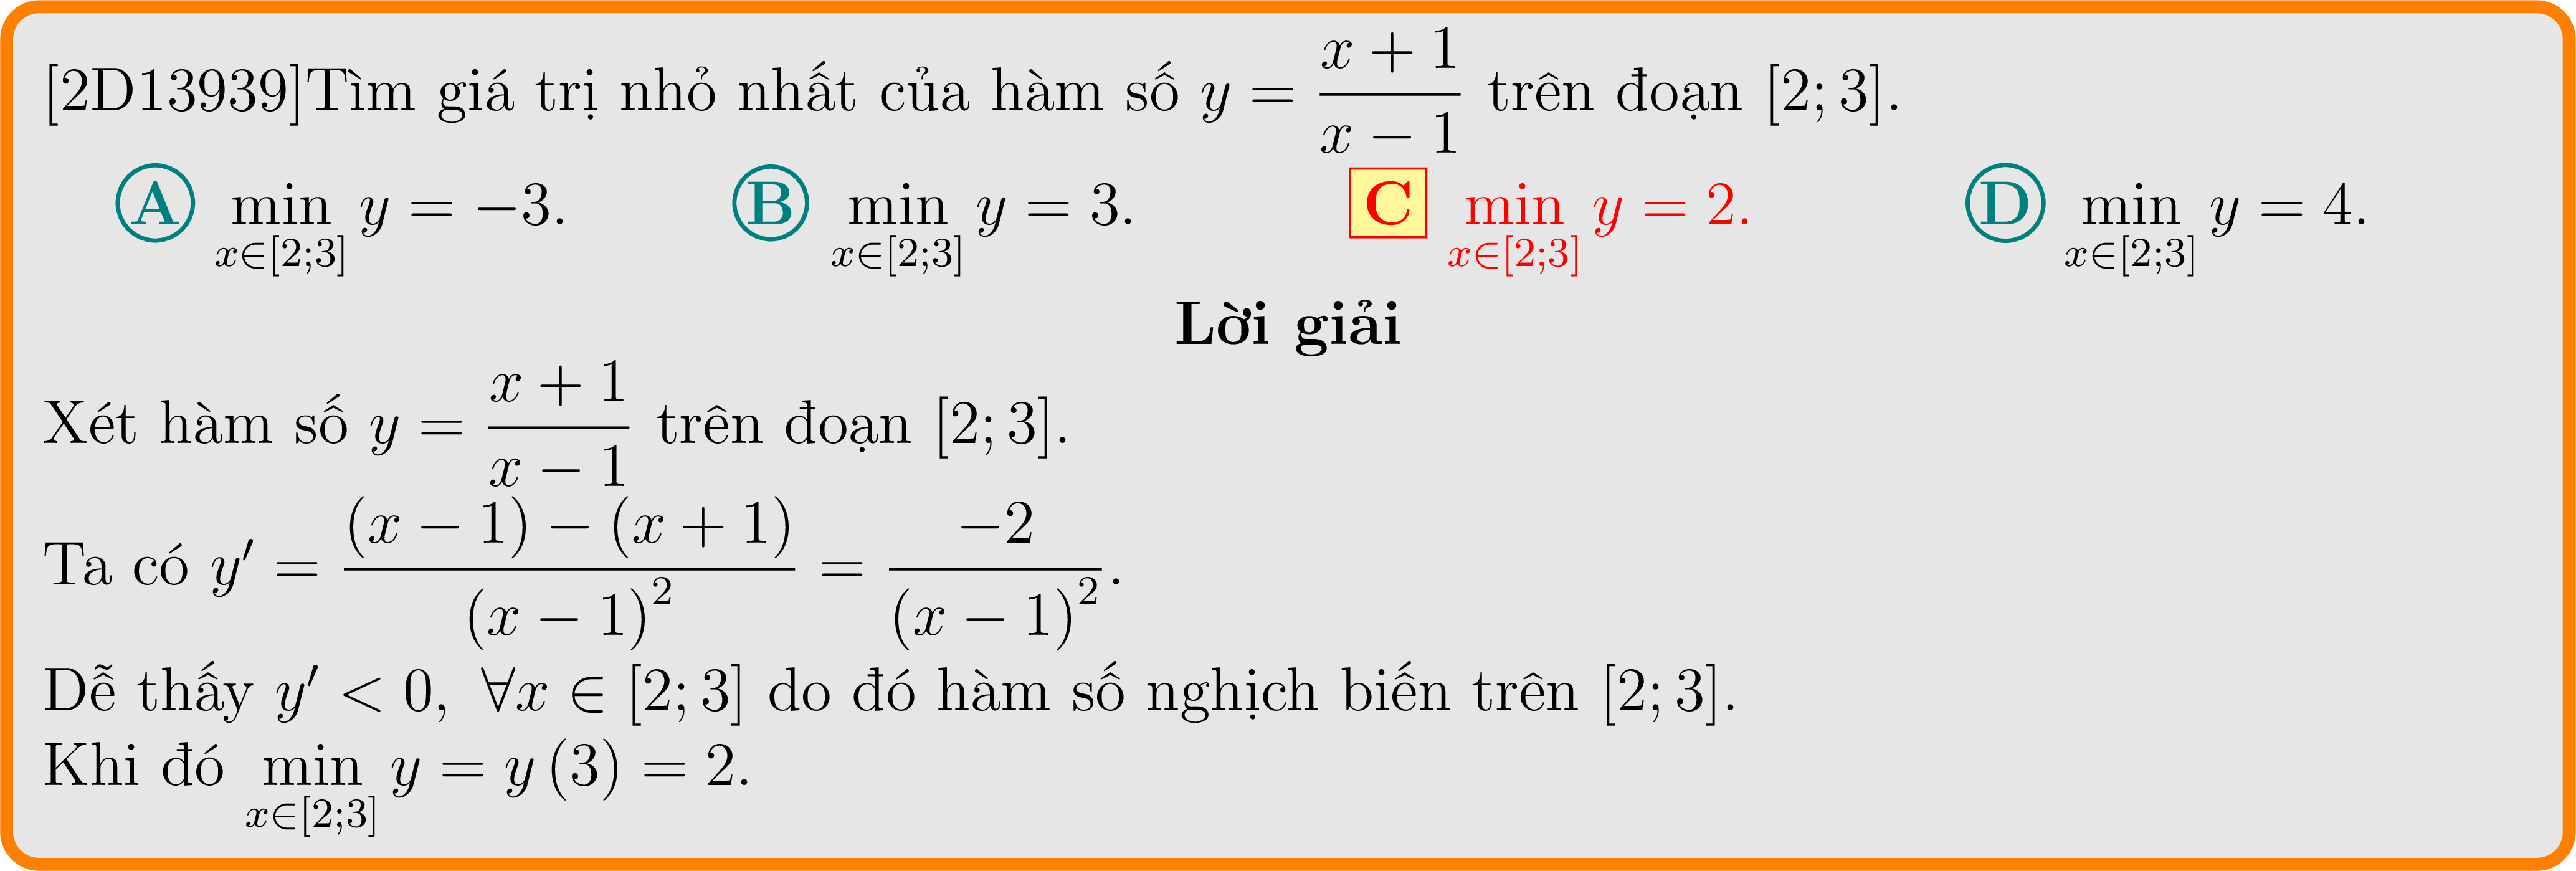 [2D13939]Tìm giá trị nhỏ nhất của hàm số $y = \dfrac{x+1}{x-1}$ trên đoạn $[2;3]$.
Ⓐ $\min\limits_{x\in[2;3]} y = -3$. Ⓑ $\min\limits_{x\in[2;3]} y = 3$. C $\min\limits_{x\in[2;3]} y = 2$. Ⓓ $\min\limits_{x\in[2;3]} y = 4$.
Lời giải
Xét hàm số $y = \dfrac{x+1}{x-1}$ trên đoạn $[2;3]$.
Ta có $y' = \dfrac{(x-1)-(x+1)}{(x-1)^2} = \dfrac{-2}{(x-1)^2}$.
Dễ thấy $y' < 0, \ \forall x \in [2;3]$ do đó hàm số nghịch biến trên $[2;3]$.
Khi đó $\min\limits_{x\in[2;3]} y = y(3) = 2$.